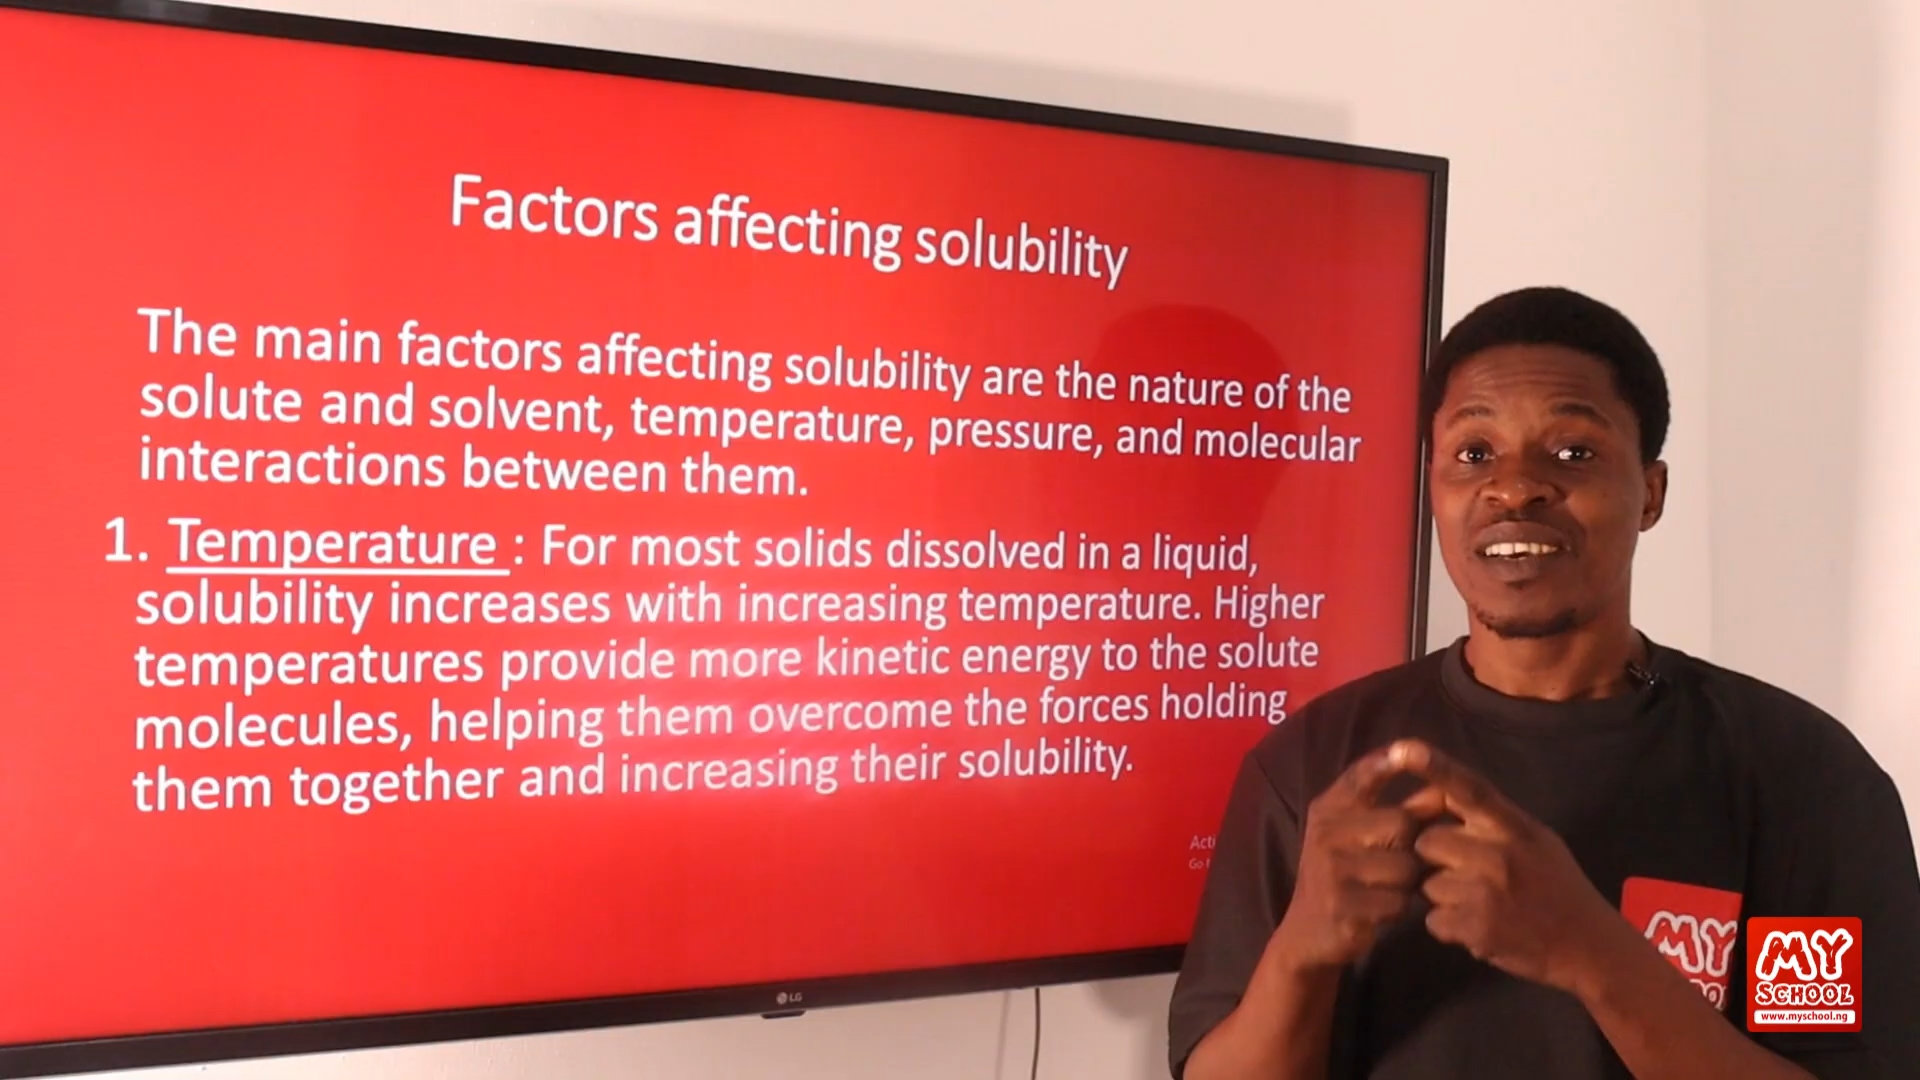 Factors affecting solubility
The main factors affecting solubility are the nature of the
solute and solvent, temperature, pressure, and molecular
interactions between them.
1. Temperature : For most solids dissolved in a liquid,
solubility increases with increasing temperature. Higher
temperatures provide more kinetic energy to the solute
molecules, helping them overcome the forces holding
them together and increasing their solubility.
LG
MY
MY
SCHOOL
www.myschool.ng